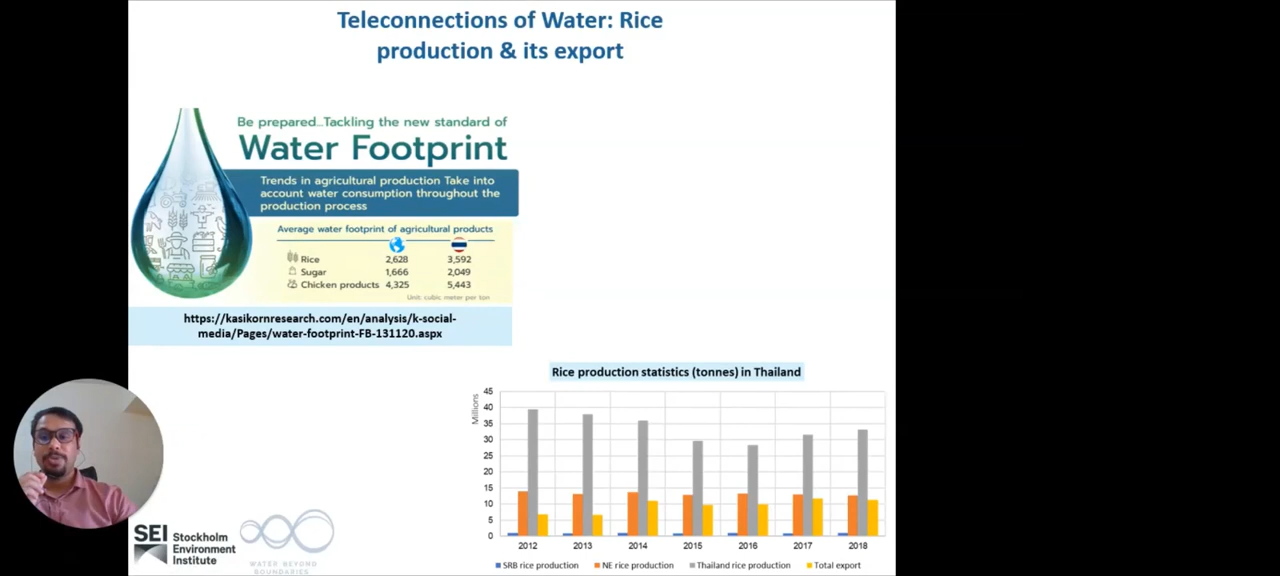 Teleconnections of Water: Rice
production & its export
Be prepared...Tackling the new standard of
Water Footprint
Trends in agricultural production Take into
account water consumption throughout the
production process
Average water footprint of agricultural products
Rice 2,628 3,592
Sugar 1,666 2,049
Chicken products 4,325 5,443
Unit: cubic meter per ton
https://kasikornresearch.com/en/analysis/k-social-
media/Pages/water-footprint-FB-131120.aspx
Rice production statistics (tonnes) in Thailand
Millions
45
40
35
30
25
20
15
10
5
0
2012 2013 2014 2015 2016 2017 2018
SRB rice production NE rice production Thailand rice production Total export
SEI Stockholm
Environment
Institute
WATER BEYOND
BOUNDARIES